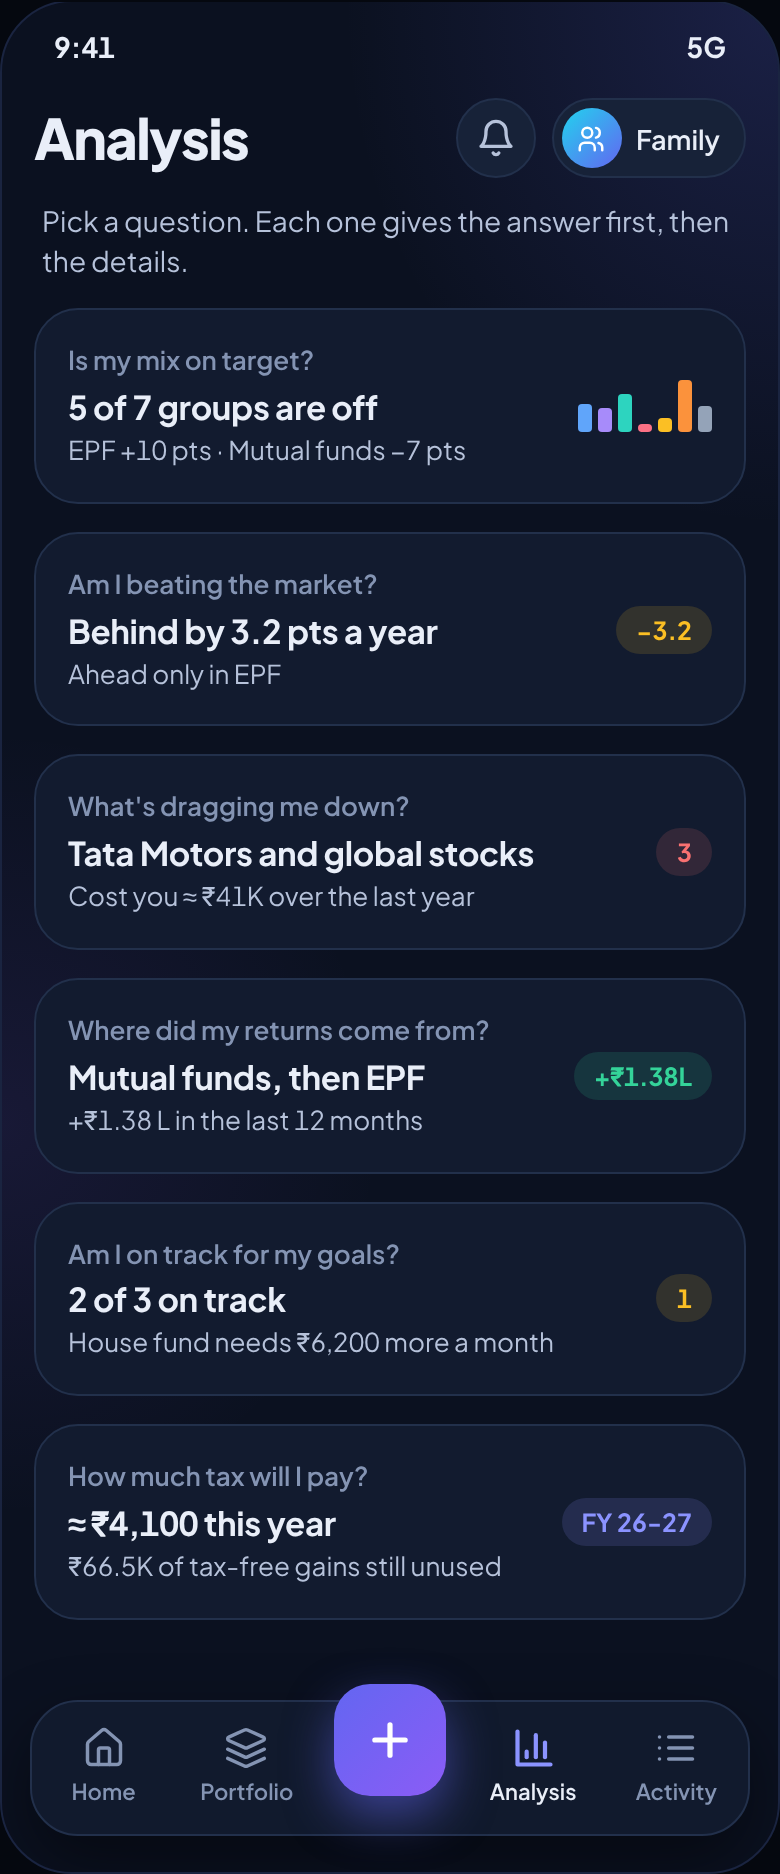 9:41
5G
Analysis
Family
Pick a question. Each one gives the answer first, then
the details.
Is my mix on target?
5 of 7 groups are off
EPF +10 pts · Mutual funds −7 pts
Am I beating the market?
Behind by 3.2 pts a year
−3.2
Ahead only in EPF
What's dragging me down?
Tata Motors and global stocks
3
Cost you ≈ ₹41K over the last year
Where did my returns come from?
Mutual funds, then EPF
+₹1.38L
+₹1.38 L in the last 12 months
Am I on track for my goals?
2 of 3 on track
1
House fund needs ₹6,200 more a month
How much tax will I pay?
≈ ₹4,100 this year
FY 26-27
₹66.5K of tax-free gains still unused
Home
Portfolio
Analysis
Activity